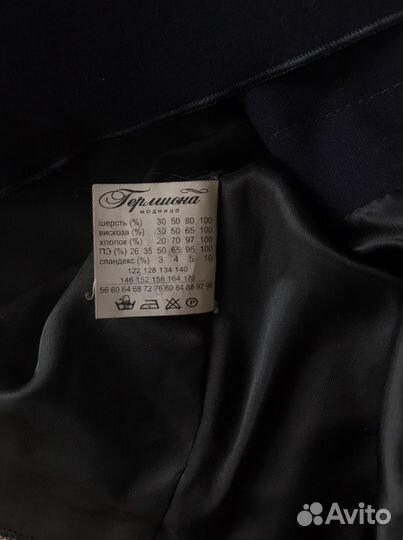 Гермиона
модница
шерсть (%) 30 50 80 100
вискоза (%) 30 50 65 100
хлопок (%) 20 70 97 100
ПЭ (%) 26 35 50 65 95 100
спандекс (%) 3 4 5 10
122 128 134 140
146 152 158 164 170
56 60 64 68 72 76 80 84 88 92 96
Avito